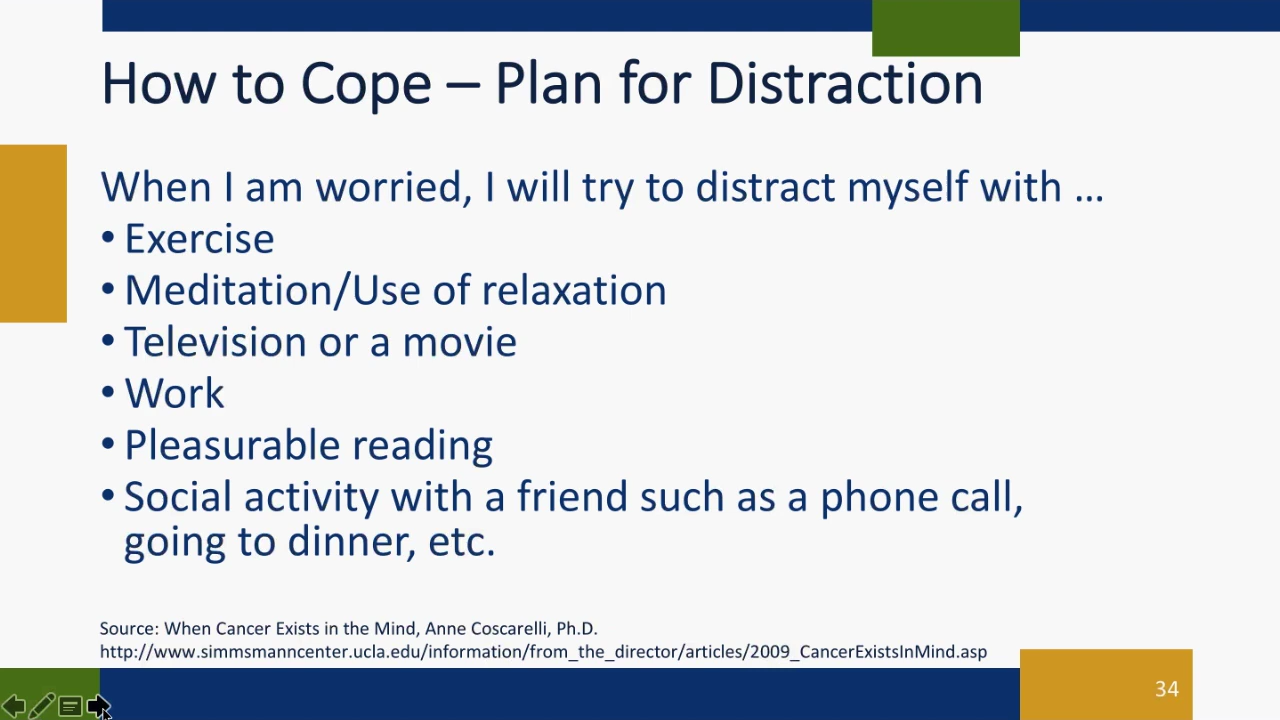 How to Cope – Plan for Distraction
When I am worried, I will try to distract myself with …
• Exercise
• Meditation/Use of relaxation
• Television or a movie
• Work
• Pleasurable reading
• Social activity with a friend such as a phone call,
going to dinner, etc.
Source: When Cancer Exists in the Mind, Anne Coscarelli, Ph.D.
http://www.simmsmanncenter.ucla.edu/information/from_the_director/articles/2009_CancerExistsInMind.asp
34